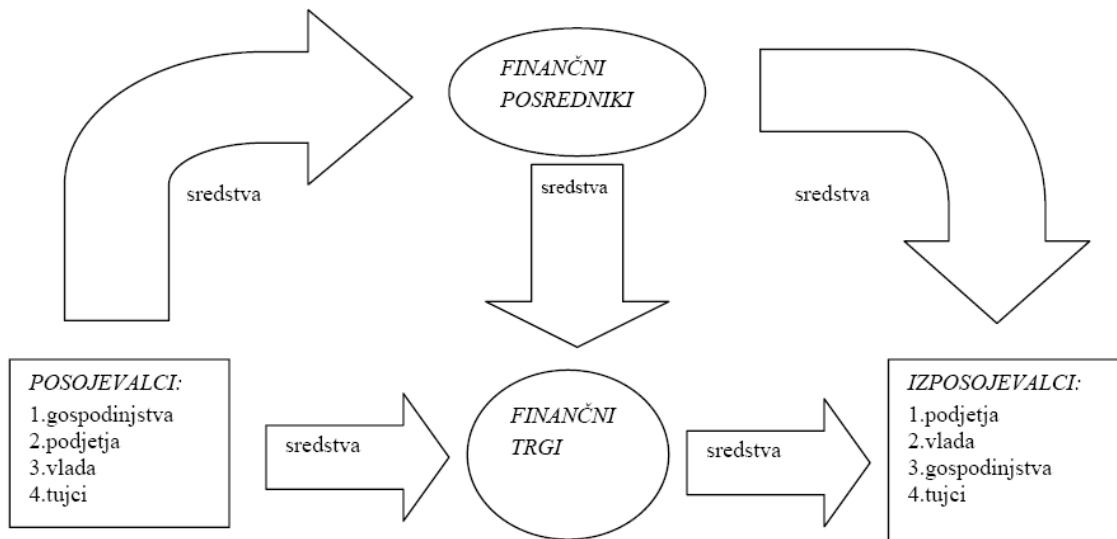 FINANČNI
POSREDNIKI
sredstva
sredstva
sredstva
POSOJEVALCI:
1.gospodinjstva
2.podjetja
3.vlada
4.tujci
sredstva
FINANČNI
TRGI
sredstva
IZPOSOJEVALCI:
1.podjetja
2.vlada
3.gospodinjstva
4.tujci